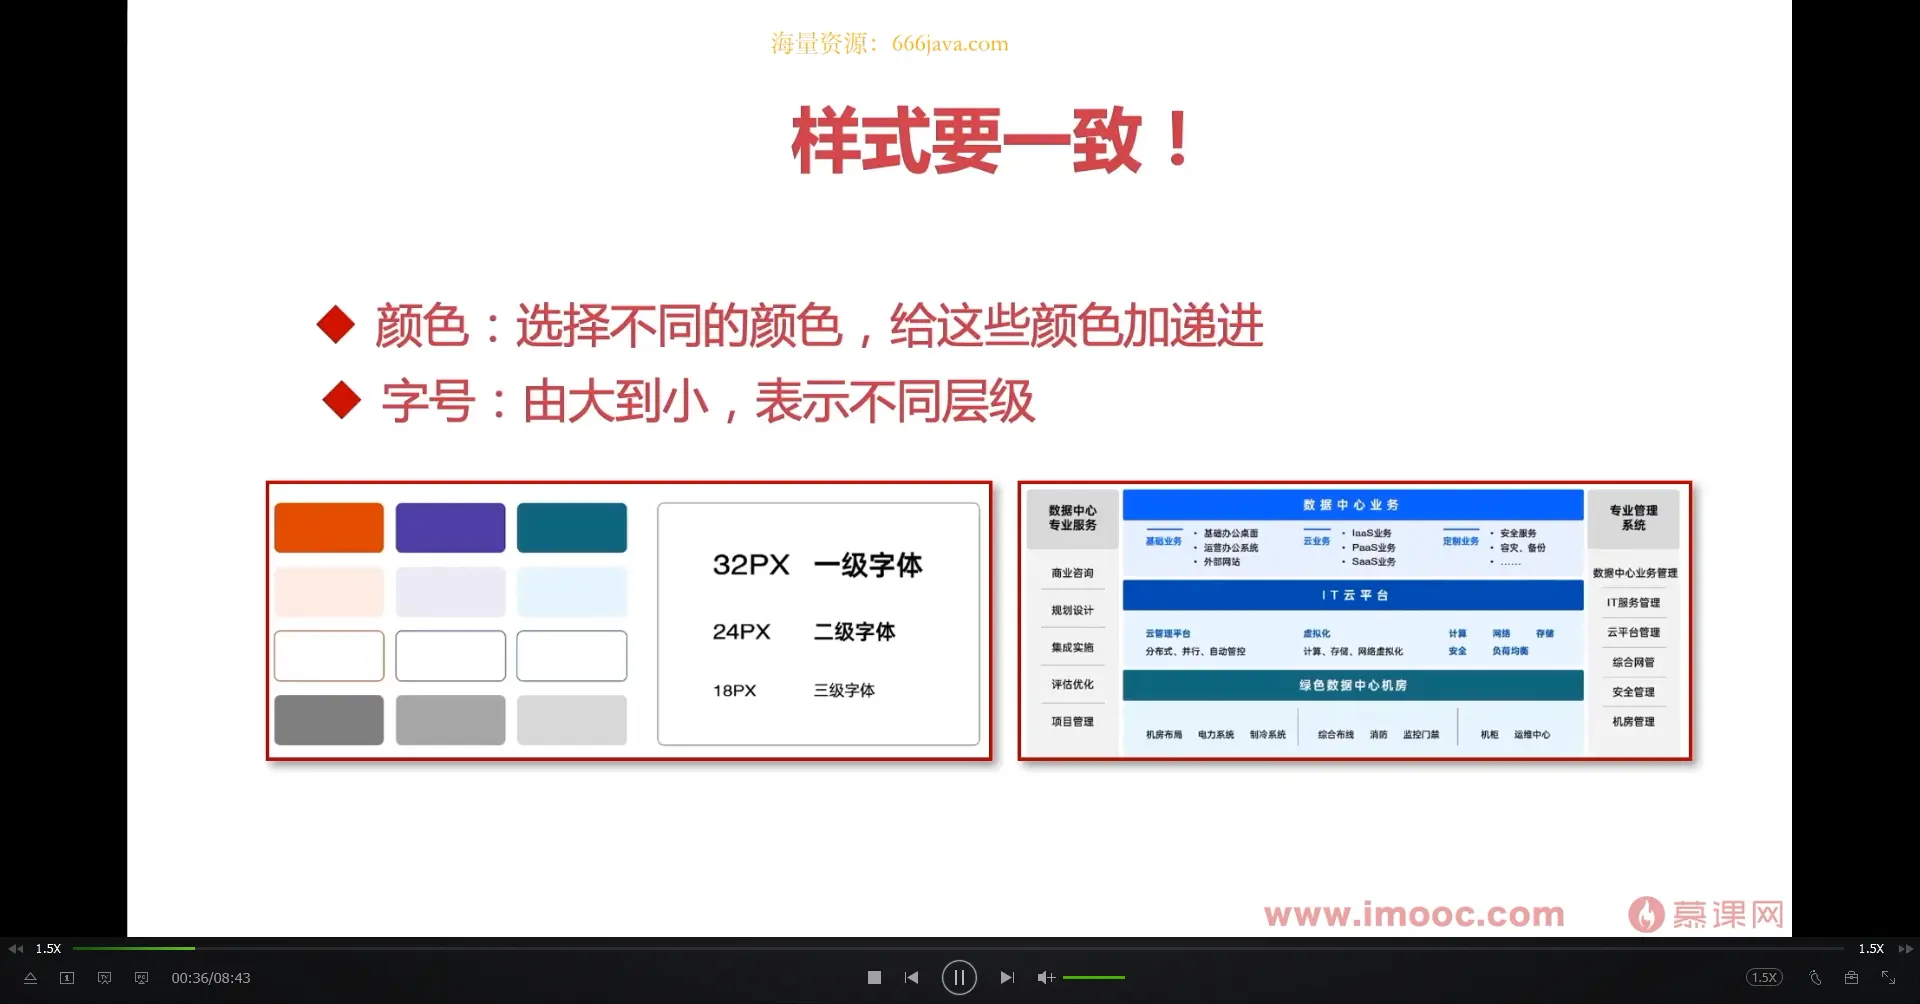 海量资源：666java.com
样式要一致！
颜色：选择不同的颜色，给这些颜色加递进
字号：由大到小，表示不同层级
32PX 一级字体
24PX 二级字体
18PX 三级字体
数据中心
专业服务
商业咨询
规划设计
集成实施
评估优化
项目管理
数据中心业务
基础业务
• 基础办公桌面
• 运营办公系统
• 外部网站
云业务
• IaaS业务
• PaaS业务
• SaaS业务
定制业务
• 安全服务
• 容灾、备份
• ......
IT云平台
云管理平台
分布式、并行、自动管控
虚拟化
计算、存储、网络虚拟化
计算 网络 存储
安全 负荷均衡
绿色数据中心机房
机房布局 电力系统 制冷系统 综合布线 消防 监控门禁 机柜 运维中心
专业管理
系统
数据中心业务管理
IT服务管理
云平台管理
综合网管
安全管理
机房管理
www.imooc.com 慕课网
1.5X 1.5X
00:36/08:43 1.5X